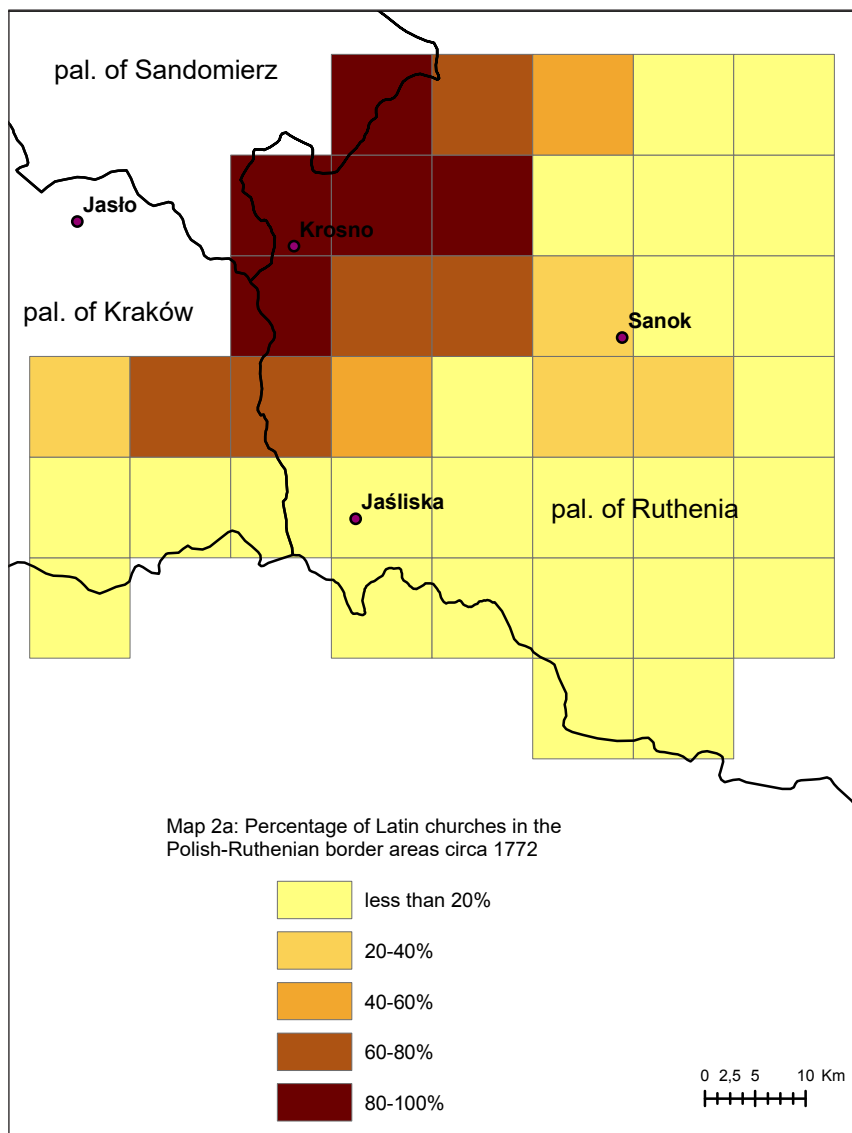 pal. of Sandomierz
Jasło
Krosno
pal. of Kraków
Sanok
Jaśliska
pal. of Ruthenia
Map 2a: Percentage of Latin churches in the
Polish-Ruthenian border areas circa 1772
less than 20%
20-40%
40-60%
60-80%
80-100%
0 2,5 5 10 Km